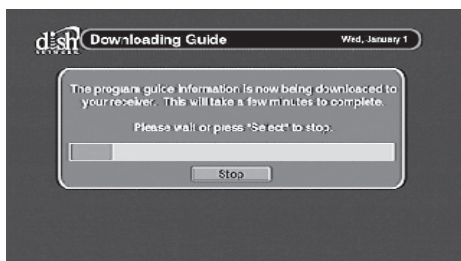 dish
NETWORK
Downloading Guide
Wed, January 1
The program guide information is now being downloaded to
your receiver. This will take a few minutes to complete.
Please wait or press "Select" to stop.
Stop